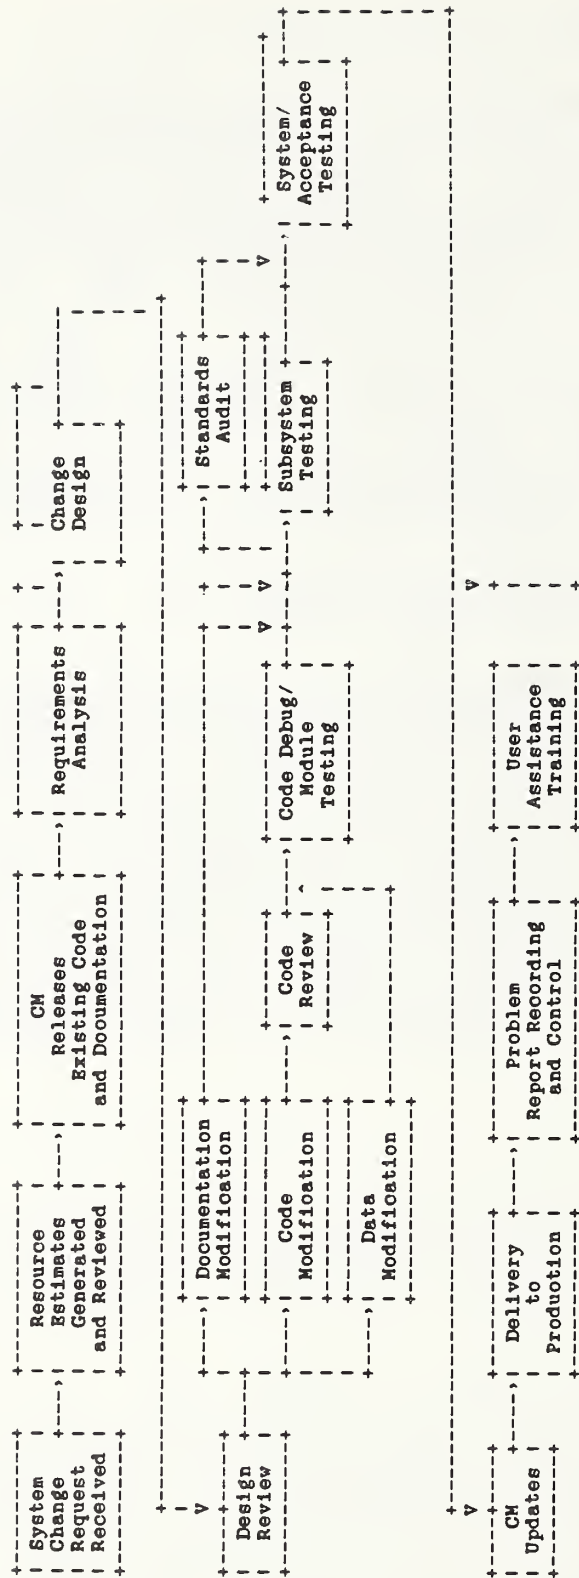 System
Change
Request
Received
Resource
Estimates
Generated
and Reviewed
CM
Releases
Existing Code
and Documentation
Requirements
Analysis
Change
Design
Design
Review
Documentation
Modification
Code
Modification
Data
Modification
Code
Review
Code Debug/
Module
Testing
Standards
Audit
Subsystem
Testing
System/
Acceptance
Testing
CM
Updates
Delivery
to
Production
Problem
Report Recording
and Control
User
Assistance
Training